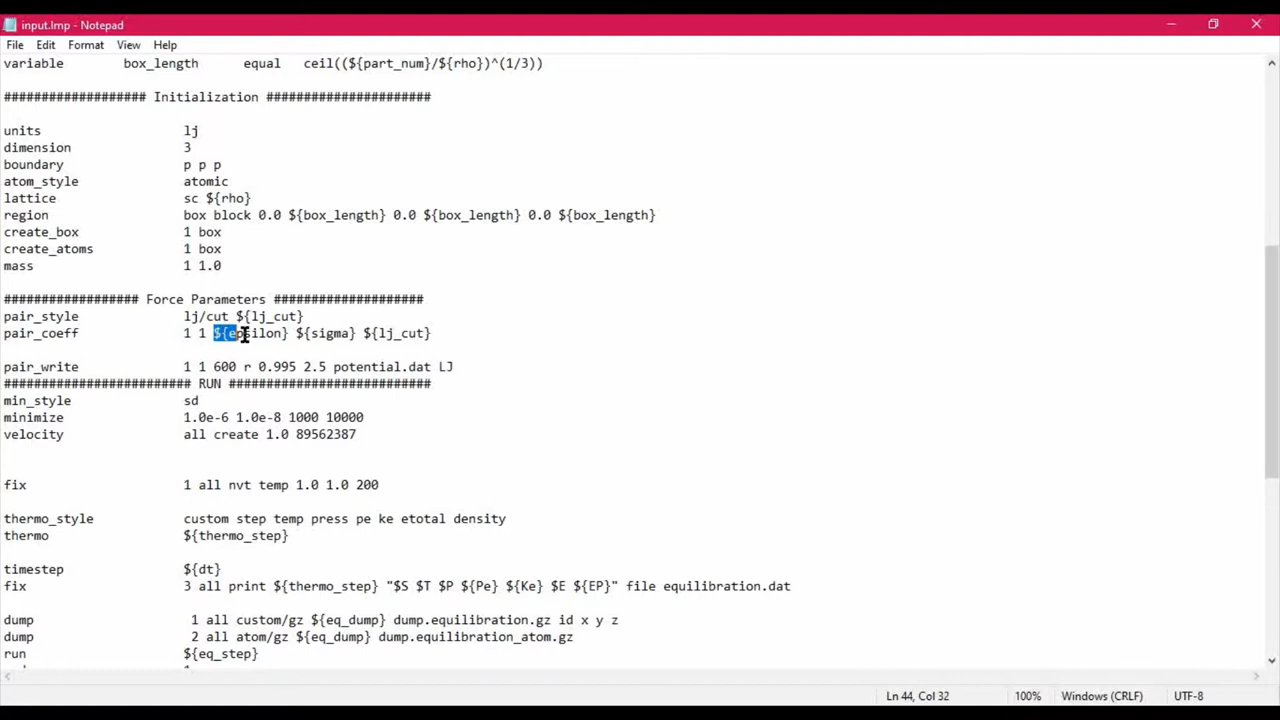 input.lmp - Notepad
File Edit Format View Help
variable box_length equal ceil((${part_num}/${rho})^(1/3))
################### Initialization ######################
units lj
dimension 3
boundary p p p
atom_style atomic
lattice sc ${rho}
region box block 0.0 ${box_length} 0.0 ${box_length} 0.0 ${box_length}
create_box 1 box
create_atoms 1 box
mass 1 1.0
################## Force Parameters ####################
pair_style lj/cut ${lj_cut}
pair_coeff 1 1 ${epsilon} ${sigma} ${lj_cut}
pair_write 1 1 600 r 0.995 2.5 potential.dat LJ
######################### RUN ###########################
min_style sd
minimize 1.0e-6 1.0e-8 1000 10000
velocity all create 1.0 89562387
fix 1 all nvt temp 1.0 1.0 200
thermo_style custom step temp press pe ke etotal density
thermo ${thermo_step}
timestep ${dt}
fix 3 all print ${thermo_step} "$S $T $P ${Pe} ${Ke} $E ${EP}" file equilibration.dat
dump 1 all custom/gz ${eq_dump} dump.equilibration.gz id x y z
dump 2 all atom/gz ${eq_dump} dump.equilibration_atom.gz
run ${eq_step}
Ln 44, Col 32 100% Windows (CRLF) UTF-8